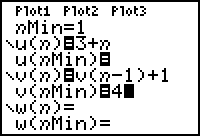 Plot1 Plot2 Plot3
nMin=1
\u(n)=3+n
u(nMin)=
\v(n)=v(n-1)+1
v(nMin)=4
\w(n)=
w(nMin)=